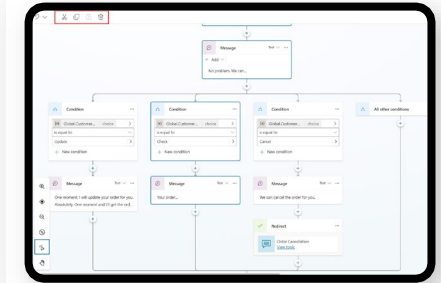 Message
Text
+ Add
No problem. We can...
Condition
Global.Customer... choice
is equal to
Update
+ New condition
Condition
Global.Customer... choice
is equal to
Check
+ New condition
Condition
Global.Customer... choice
is equal to
Cancel
+ New condition
All other conditions
Message
Text
One moment. I will update your order for you.
Absolutely. One moment and I'll get the ord...
Message
Text
Your order...
Message
Text
We can cancel the order for you.
Redirect
Order Cancellation
View topic